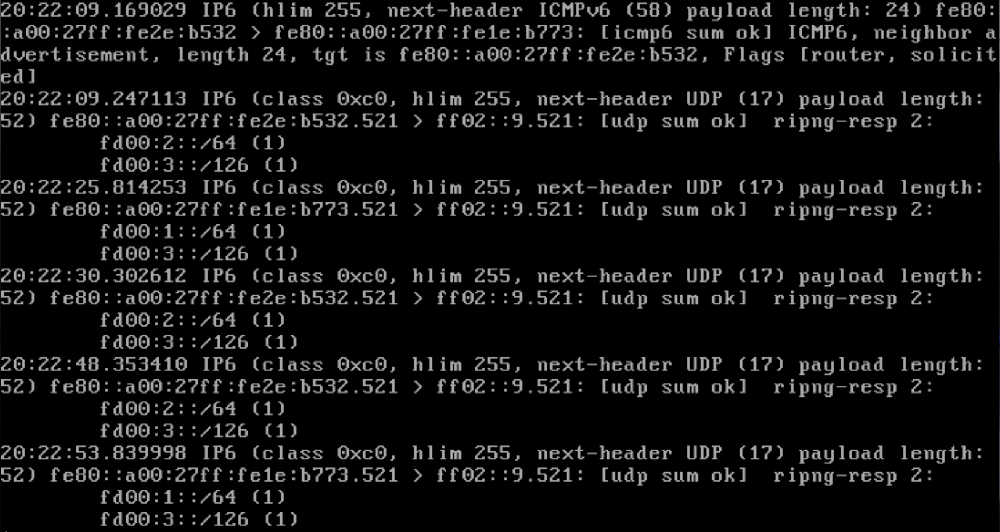 20:22:09.169029 IP6 (hlim 255, next-header ICMPv6 (58) payload length: 24) fe80:
:a00:27ff:fe2e:b532 > fe80::a00:27ff:fe1e:b773: [icmp6 sum ok] ICMP6, neighbor a
dvertisement, length 24, tgt is fe80::a00:27ff:fe2e:b532, Flags [router, solicit
ed]
20:22:09.247113 IP6 (class 0xc0, hlim 255, next-header UDP (17) payload length:
52) fe80::a00:27ff:fe2e:b532.521 > ff02::9.521: [udp sum ok]  ripng-resp 2:
        fd00:2::/64 (1)
        fd00:3::/126 (1)
20:22:25.814253 IP6 (class 0xc0, hlim 255, next-header UDP (17) payload length:
52) fe80::a00:27ff:fe1e:b773.521 > ff02::9.521: [udp sum ok]  ripng-resp 2:
        fd00:1::/64 (1)
        fd00:3::/126 (1)
20:22:30.302612 IP6 (class 0xc0, hlim 255, next-header UDP (17) payload length:
52) fe80::a00:27ff:fe2e:b532.521 > ff02::9.521: [udp sum ok]  ripng-resp 2:
        fd00:2::/64 (1)
        fd00:3::/126 (1)
20:22:48.353410 IP6 (class 0xc0, hlim 255, next-header UDP (17) payload length:
52) fe80::a00:27ff:fe2e:b532.521 > ff02::9.521: [udp sum ok]  ripng-resp 2:
        fd00:2::/64 (1)
        fd00:3::/126 (1)
20:22:53.839998 IP6 (class 0xc0, hlim 255, next-header UDP (17) payload length:
52) fe80::a00:27ff:fe1e:b773.521 > ff02::9.521: [udp sum ok]  ripng-resp 2:
        fd00:1::/64 (1)
        fd00:3::/126 (1)